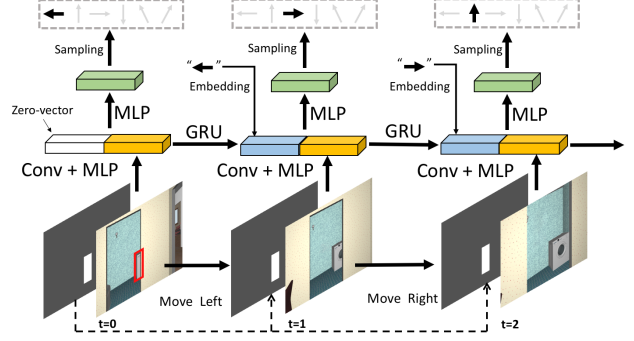 Sampling
Sampling
Sampling
“ ”
Embedding
“ ”
Embedding
Zero-vector
MLP
MLP
MLP
GRU
GRU
Conv + MLP
Conv + MLP
Conv + MLP
Move Left
Move Right
t=0
t=1
t=2